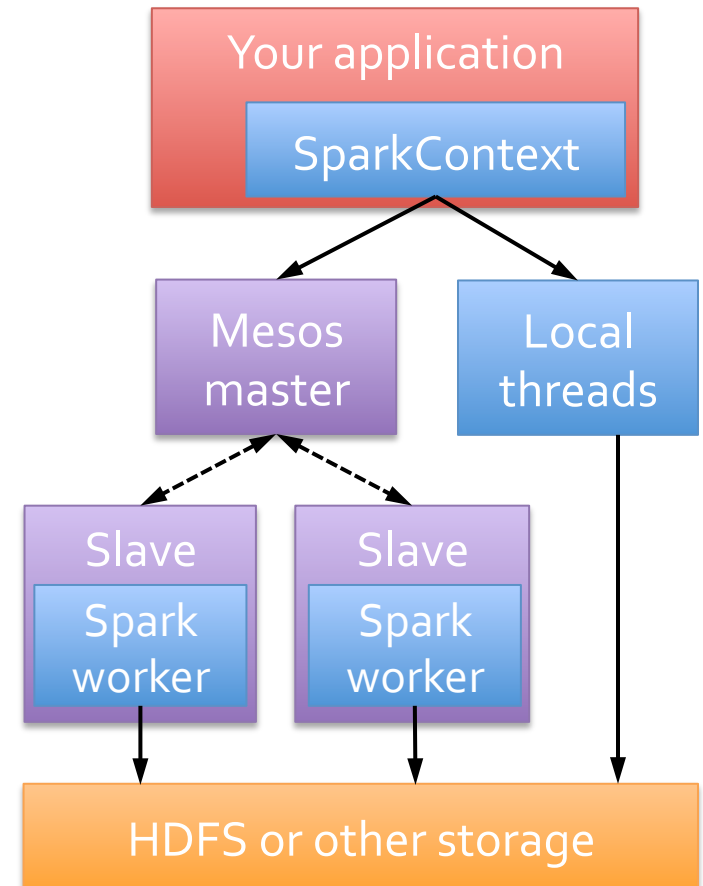 Your application
SparkContext
Mesos
master
Local
threads
Slave
Spark
worker
Slave
Spark
worker
HDFS or other storage